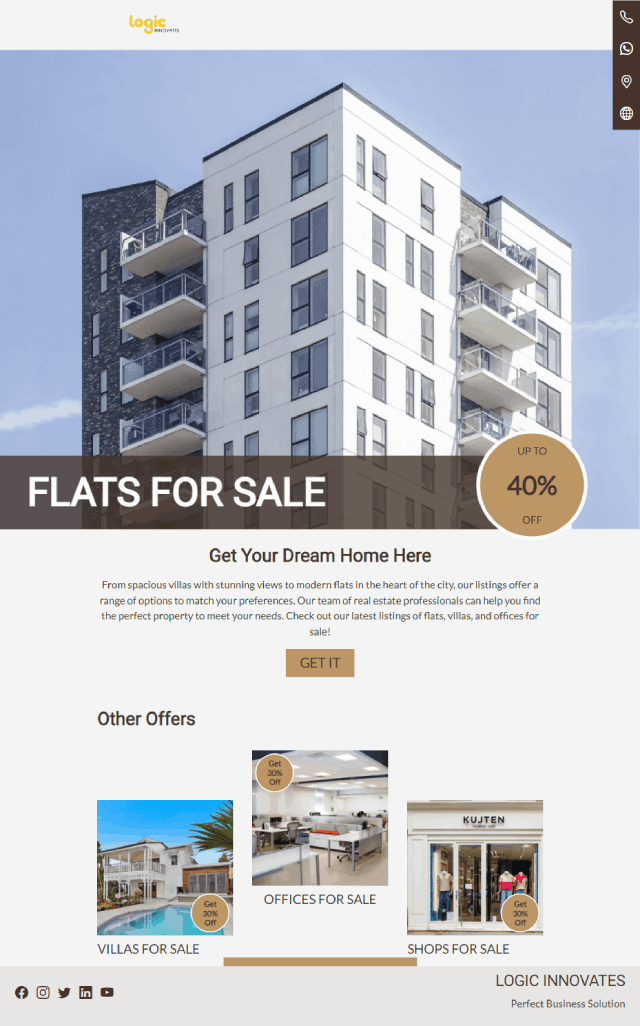 logic
INNOVATES
FLATS FOR SALE
UP TO
40%
OFF
Get Your Dream Home Here
From spacious villas with stunning views to modern flats in the heart of the city, our listings offer a
range of options to match your preferences. Our team of real estate professionals can help you find
the perfect property to meet your needs. Check out our latest listings of flats, villas, and offices for
sale!
GET IT
Other Offers
Get
30%
Off
OFFICES FOR SALE
Get
30%
Off
VILLAS FOR SALE
KUJTEN
Get
30%
Off
SHOPS FOR SALE
LOGIC INNOVATES
Perfect Business Solution